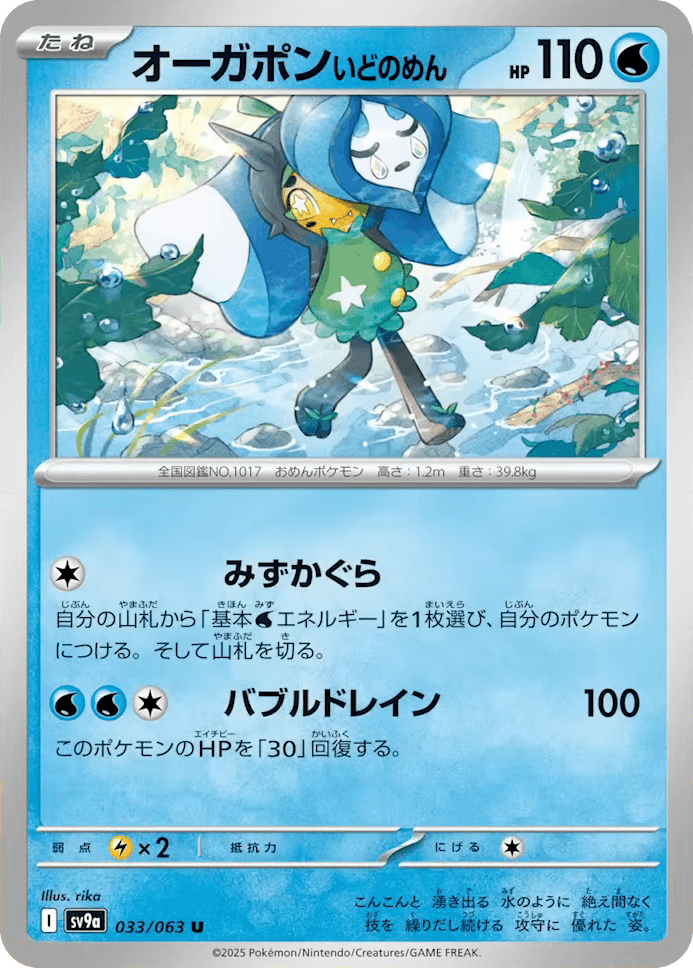 たね
オーガポン いどのめん HP 110
全国図鑑NO.1017 おめんポケモン 高さ:1.2m 重さ:39.8kg
みずかぐら
自分の山札から「基本エネルギー」を1枚選び、自分のポケモン
につける。そして山札を切る。
バブルドレイン 100
このポケモンのHPを「30」回復する。
弱点 ×2 抵抗力 にげる
Illus. rika
I sv9a 033/063 U
こんこんと 湧き出る 水のように 絶え間なく
技を 繰りだし続ける 攻守に 優れた 姿。
©2025 Pokémon/Nintendo/Creatures/GAME FREAK.